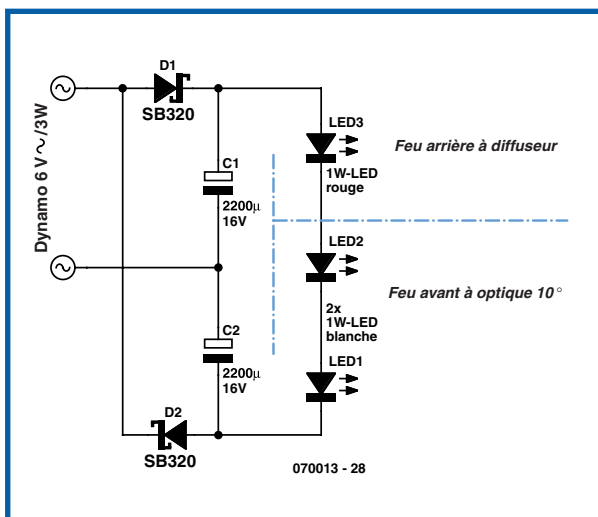 D1
SB320
LED3
Feu arrière à diffuseur
1W-LED
rouge
C1
2200µ
16V
Dynamo 6 V~/3W
LED2
Feu avant à optique 10°
2x
1W-LED
blanche
C2
2200µ
16V
LED1
D2
SB320
070013 - 28